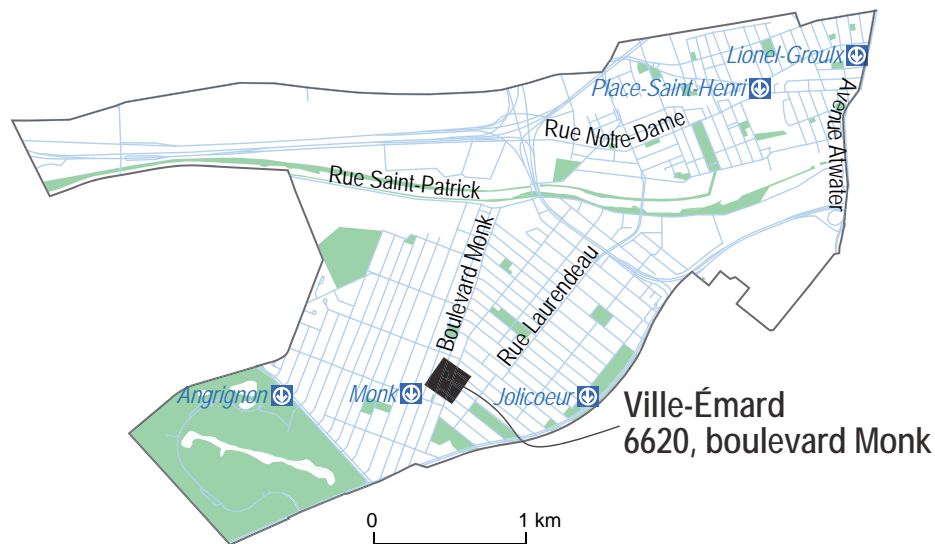 Lionel-Groulx
Place-Saint-Henri
Avenue Atwater
Rue Notre-Dame
Rue Saint-Patrick
Boulevard Monk
Rue Laurendeau
Angrignon
Monk
Jolicoeur
Ville-Émard
6620, boulevard Monk
0 1 km